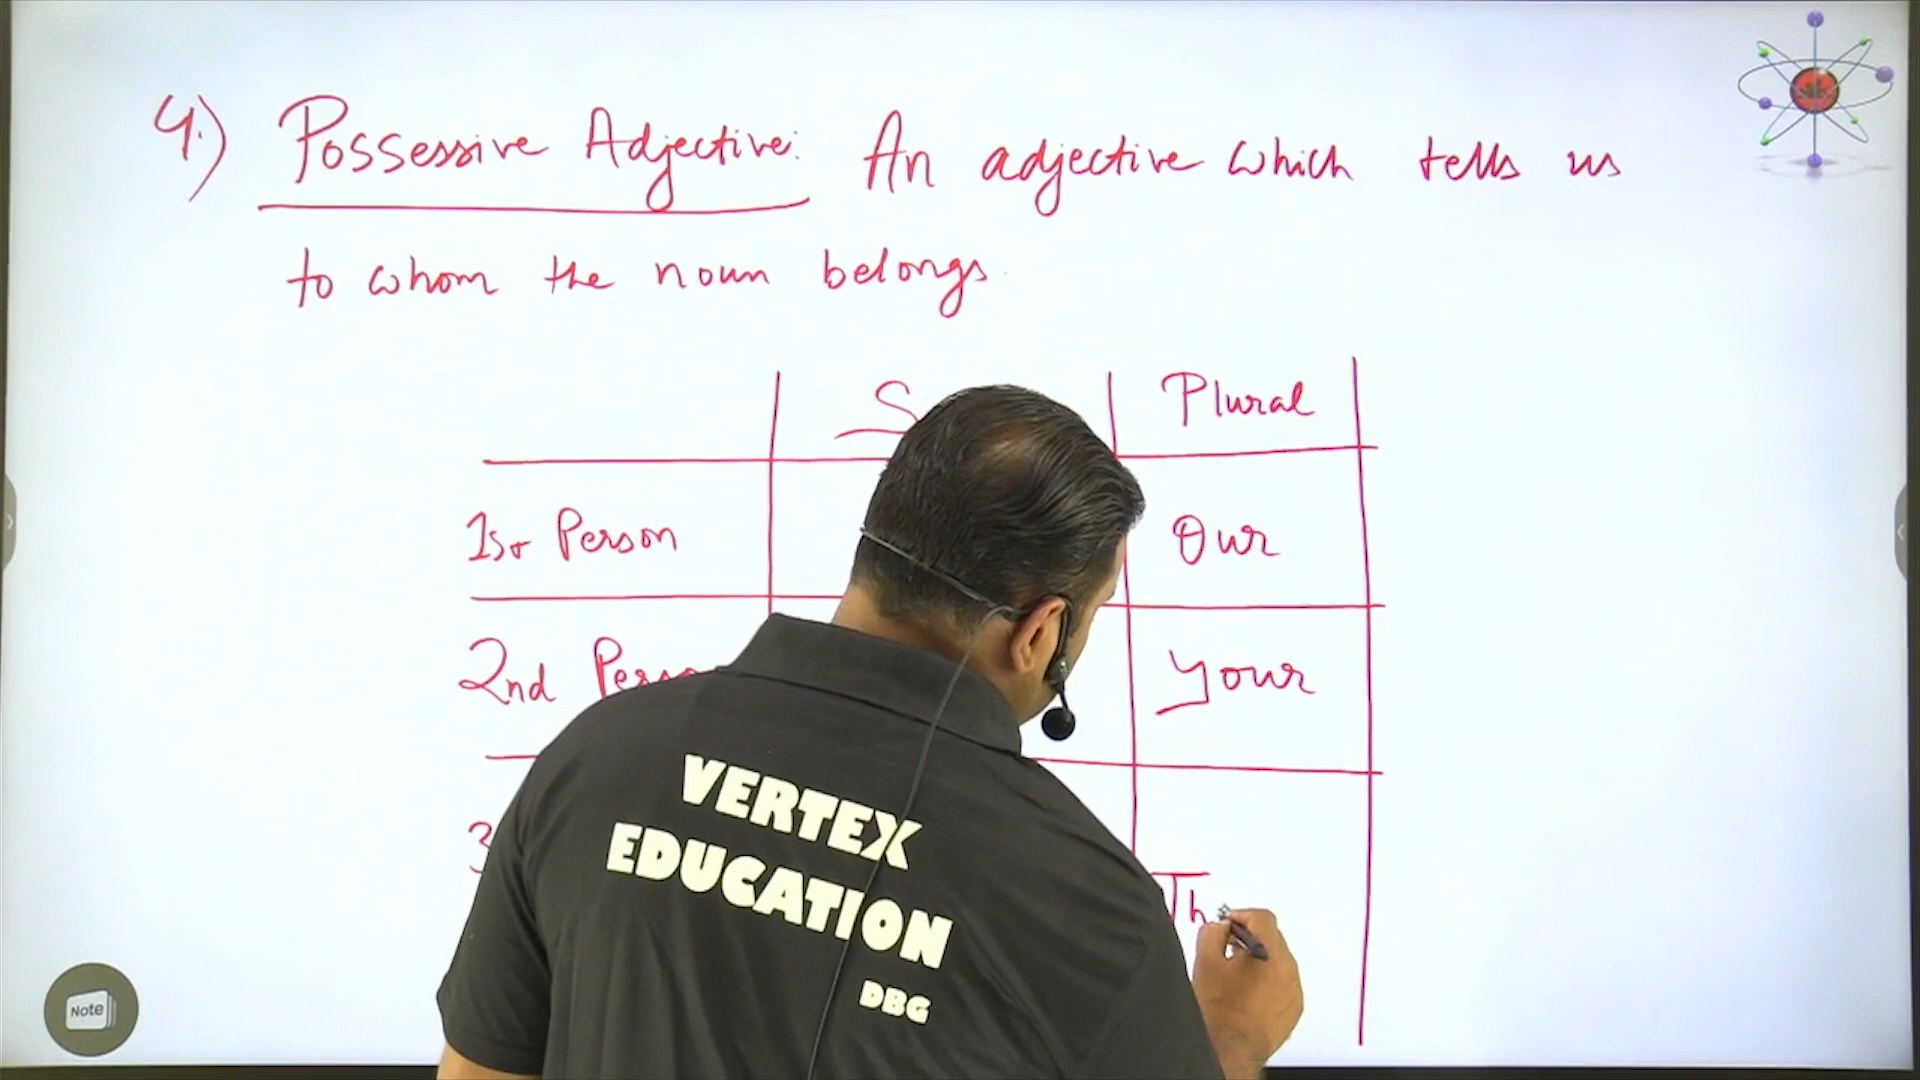 4.) Possessive Adjective: An adjective which tells us
to whom the noun belongs.
Plural
1st Person Our
2nd Your
Th
VERTEX
EDUCATION
DBG
Note